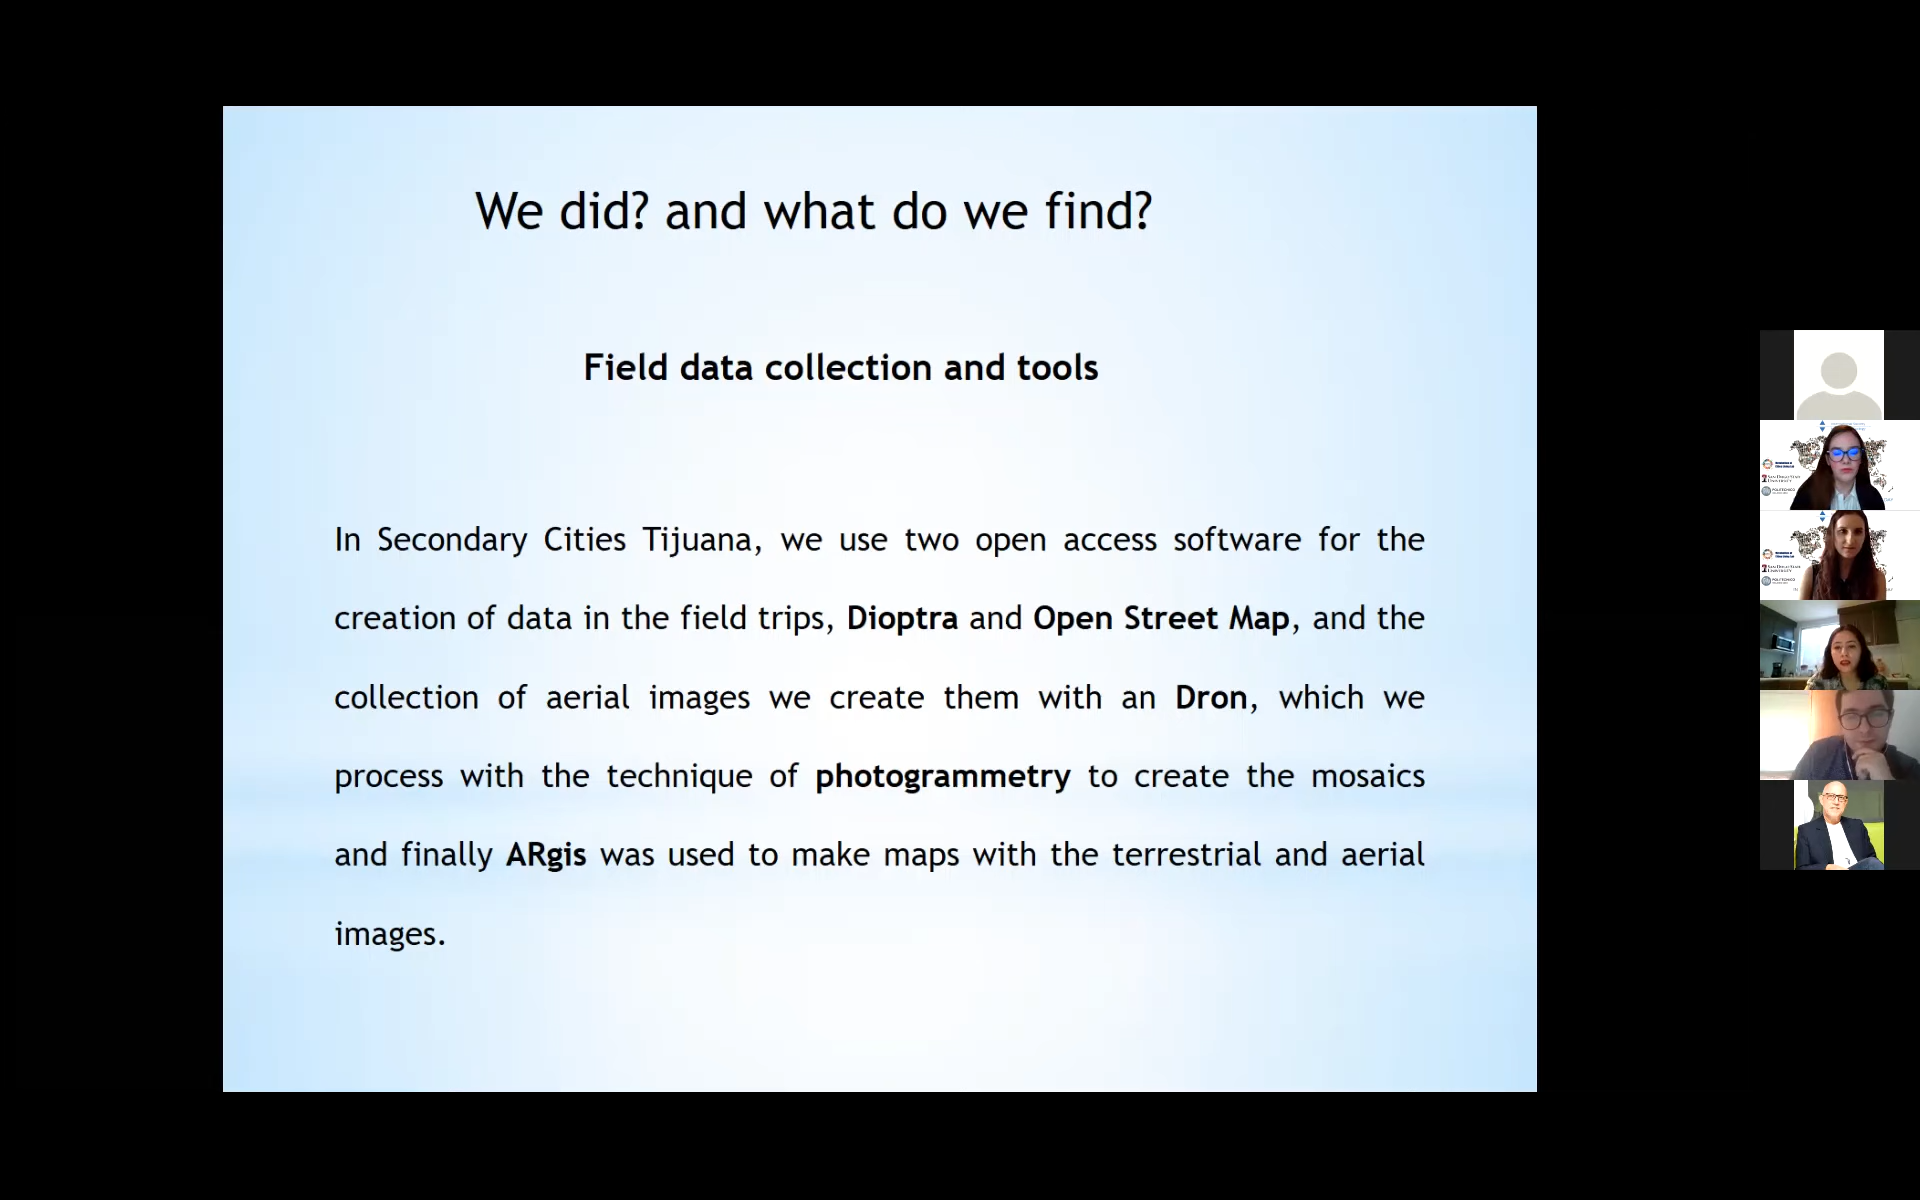 We did? and what do we find?
Field data collection and tools
In Secondary Cities Tijuana, we use two open access software for the
creation of data in the field trips, Dioptra and Open Street Map, and the
collection of aerial images we create them with an Dron, which we
process with the technique of photogrammetry to create the mosaics
and finally ARgis was used to make maps with the terrestrial and aerial
images.